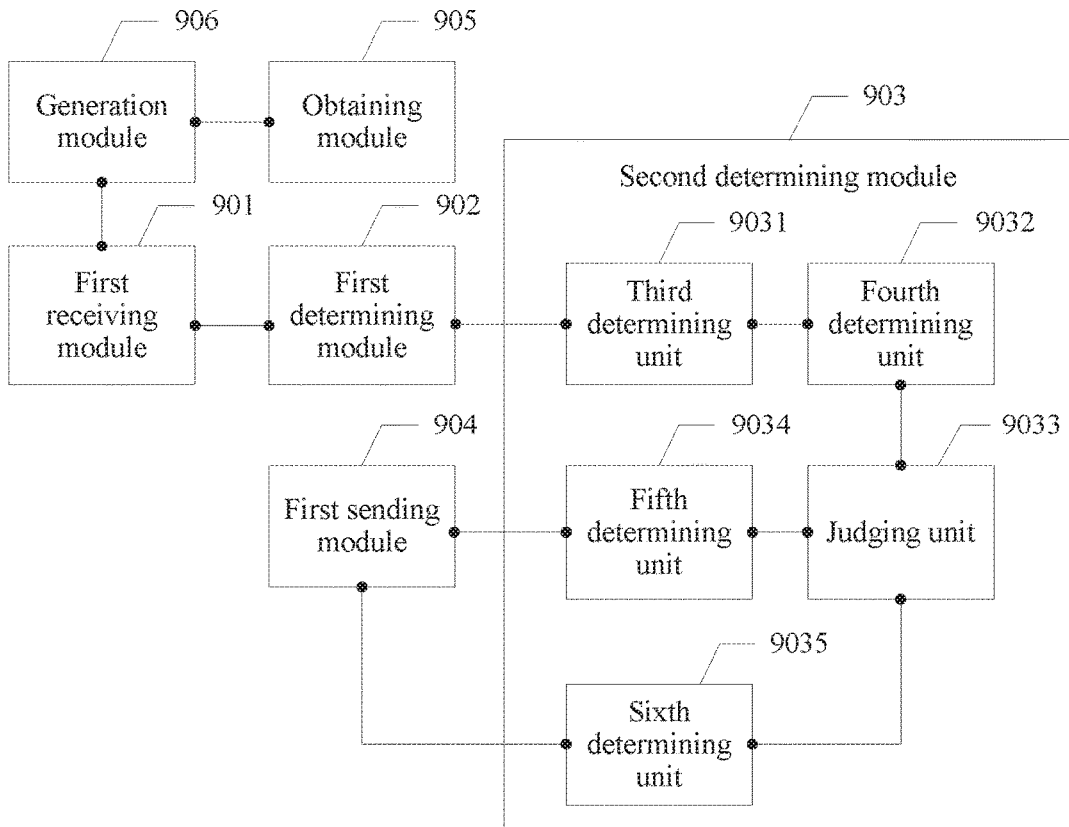 906
905
Generation
module
Obtaining
module
903
Second determining module
901
902
9031
9032
First
receiving
module
First
determining
module
Third
determining
unit
Fourth
determining
unit
904
9034
9033
First sending
module
Fifth
determining
unit
Judging unit
9035
Sixth
determining
unit